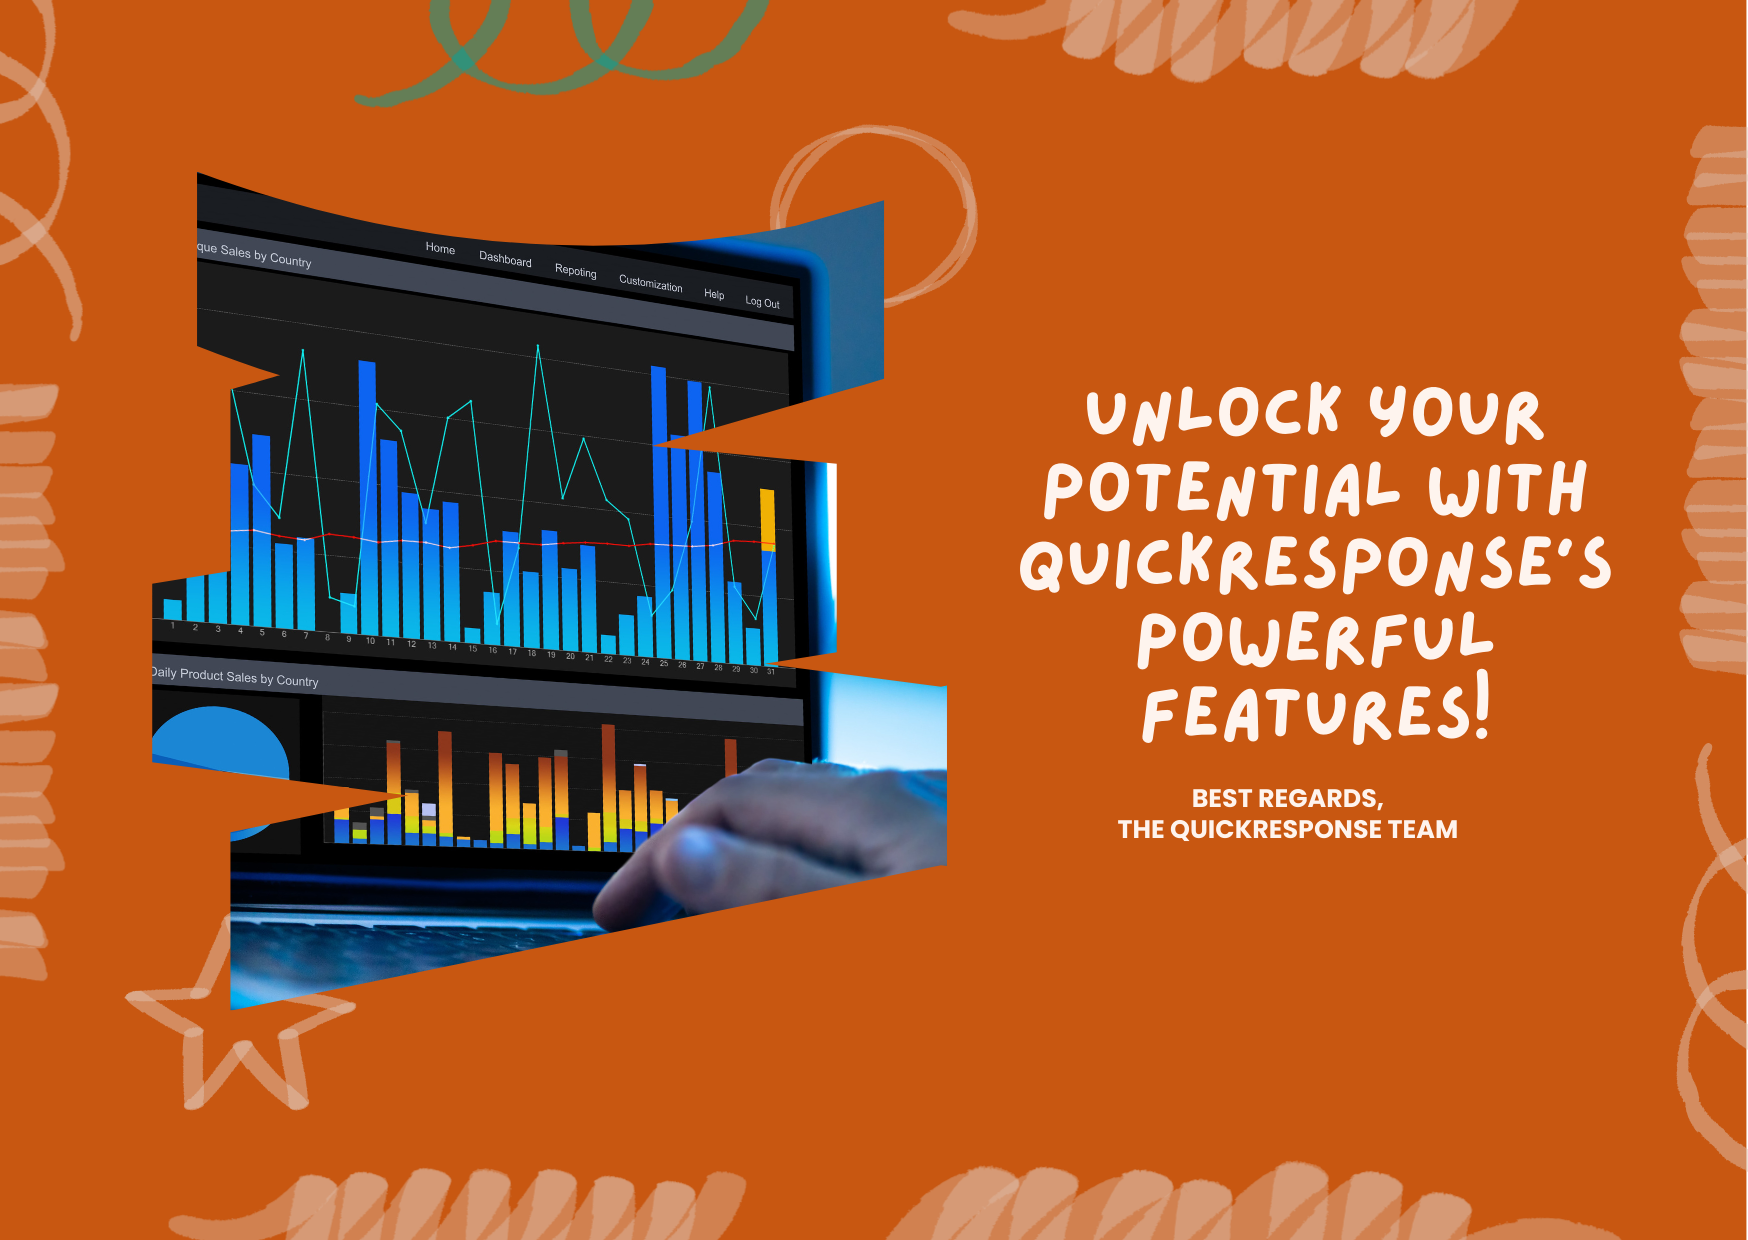 Home Dashboard Repoting Customization Help Log Out
que Sales by Country
1 2 3 4 5 6 7 8 9 10 11 12 13 14 15 16 17 18 19 20 21 22 23 24 25 26 27 28 29 30 31
Daily Product Sales by Country
UNLOCK YOUR
POTENTIAL WITH
QUICKRESPONSE'S
POWERFUL
FEATURES!
BEST REGARDS,
THE QUICKRESPONSE TEAM